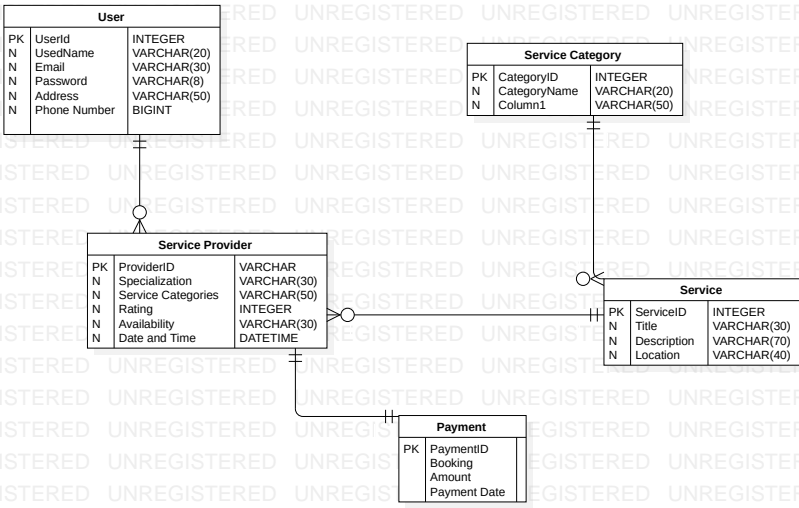 User
PK UserId INTEGER
N UsedName VARCHAR(20)
N Email VARCHAR(30)
N Password VARCHAR(8)
N Address VARCHAR(50)
N Phone Number BIGINT
Service Category
PK CategoryID INTEGER
N CategoryName VARCHAR(20)
N Column1 VARCHAR(50)
Service Provider
PK ProviderID VARCHAR
N Specialization VARCHAR(30)
N Service Categories VARCHAR(50)
N Rating INTEGER
N Availability VARCHAR(30)
N Date and Time DATETIME
Service
PK ServiceID INTEGER
N Title VARCHAR(30)
N Description VARCHAR(70)
N Location VARCHAR(40)
Payment
PK PaymentID
Booking
Amount
Payment Date
UNREGISTERED